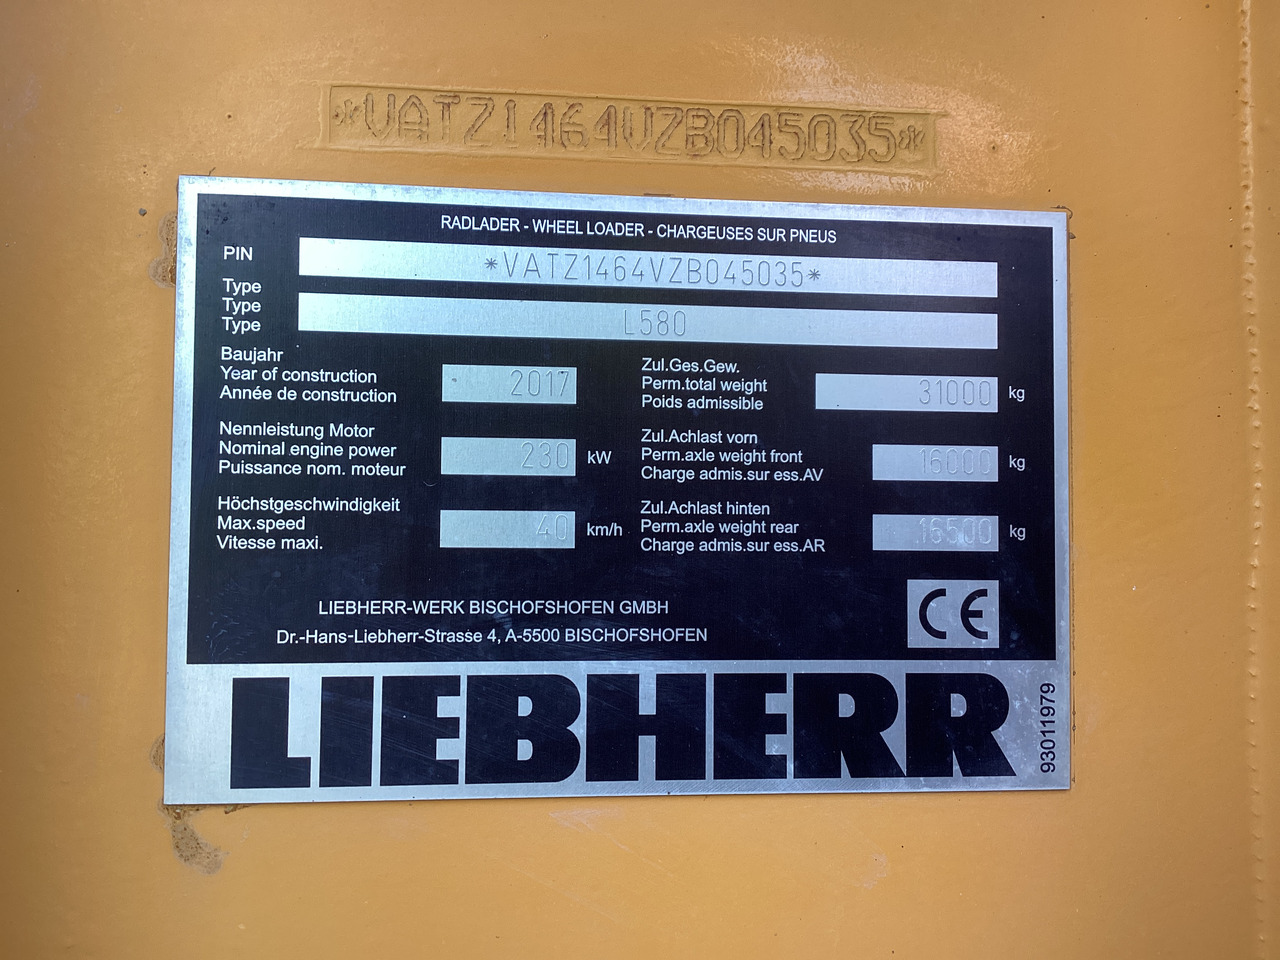 *VATZ1464VZB045035*
RADLADER - WHEEL LOADER - CHARGEUSES SUR PNEUS
PIN *VATZ1464VZB045035*
Type
Type L580
Type
Baujahr
Year of construction 2017
Année de construction
Zul.Ges.Gew.
Perm.total weight 31000 kg
Poids admissible
Nennleistung Motor
Nominal engine power 230 kW
Puissance nom. moteur
Zul.Achlast vorn
Perm.axle weight front 16000 kg
Charge admis.sur ess.AV
Höchstgeschwindigkeit
Max.speed 40 km/h
Vitesse maxi.
Zul.Achlast hinten
Perm.axle weight rear 16500 kg
Charge admis.sur ess.AR
LIEBHERR-WERK BISCHOFSHOFEN GMBH
Dr.-Hans-Liebherr-Strasse 4, A-5500 BISCHOFSHOFEN
CE
LIEBHERR
93011979